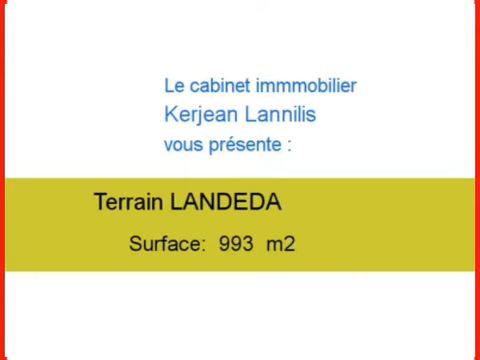 Le cabinet immmobilier
Kerjean Lannilis
vous présente :
Terrain LANDEDA
Surface: 993 m2